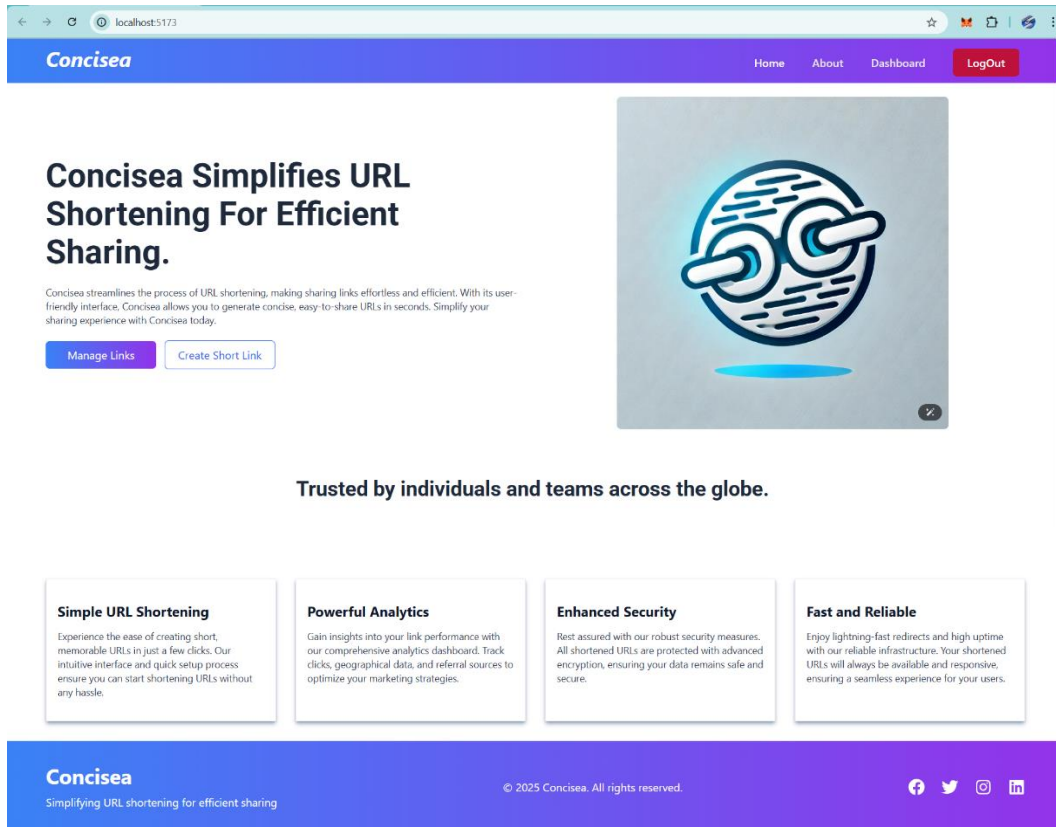 localhost:5173
Concisea
Home About Dashboard LogOut
Concisea Simplifies URL
Shortening For Efficient
Sharing.
Concisea streamlines the process of URL shortening, making sharing links effortless and efficient. With its user-
friendly interface, Concisea allows you to generate concise, easy-to-share URLs in seconds. Simplify your
sharing experience with Concisea today.
Manage Links Create Short Link
Trusted by individuals and teams across the globe.
Simple URL Shortening
Experience the ease of creating short,
memorable URLs in just a few clicks. Our
intuitive interface and quick setup process
ensure you can start shortening URLs without
any hassle.
Powerful Analytics
Gain insights into your link performance with
our comprehensive analytics dashboard. Track
clicks, geographical data, and referral sources to
optimize your marketing strategies.
Enhanced Security
Rest assured with our robust security measures.
All shortened URLs are protected with advanced
encryption, ensuring your data remains safe and
secure.
Fast and Reliable
Enjoy lightning-fast redirects and high uptime
with our reliable infrastructure. Your shortened
URLs will always be available and responsive,
ensuring a seamless experience for your users.
Concisea
Simplifying URL shortening for efficient sharing
© 2025 Concisea. All rights reserved.